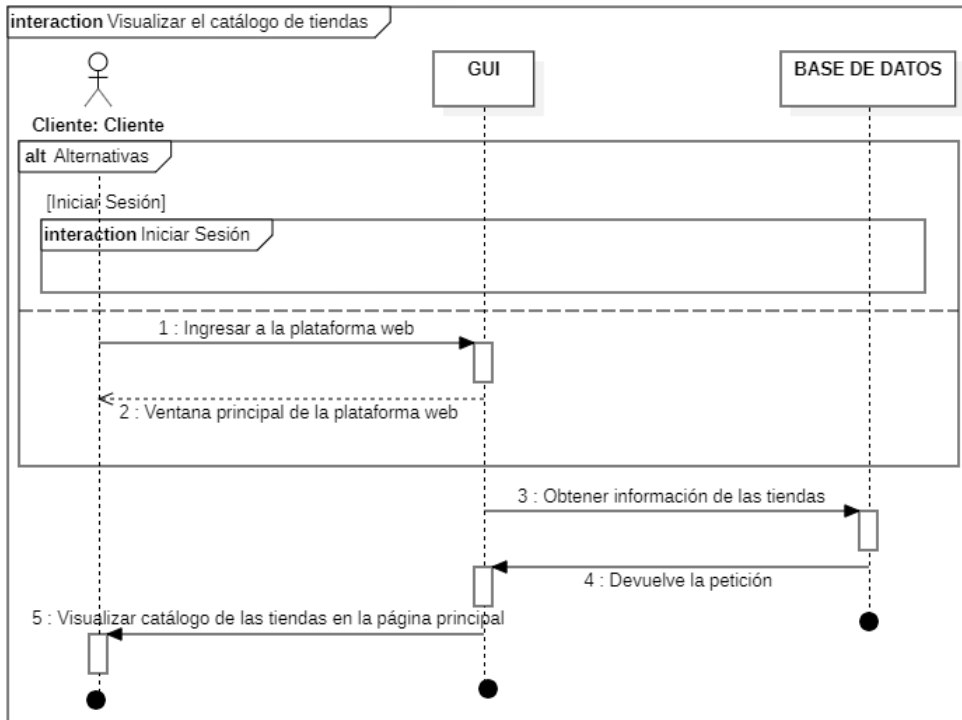 interaction Visualizar el catálogo de tiendas
GUI
BASE DE DATOS
Cliente: Cliente
alt Alternativas
[Iniciar Sesión]
interaction Iniciar Sesión
1 : Ingresar a la plataforma web
2 : Ventana principal de la plataforma web
3 : Obtener información de las tiendas
4 : Devuelve la petición
5 : Visualizar catálogo de las tiendas en la página principal